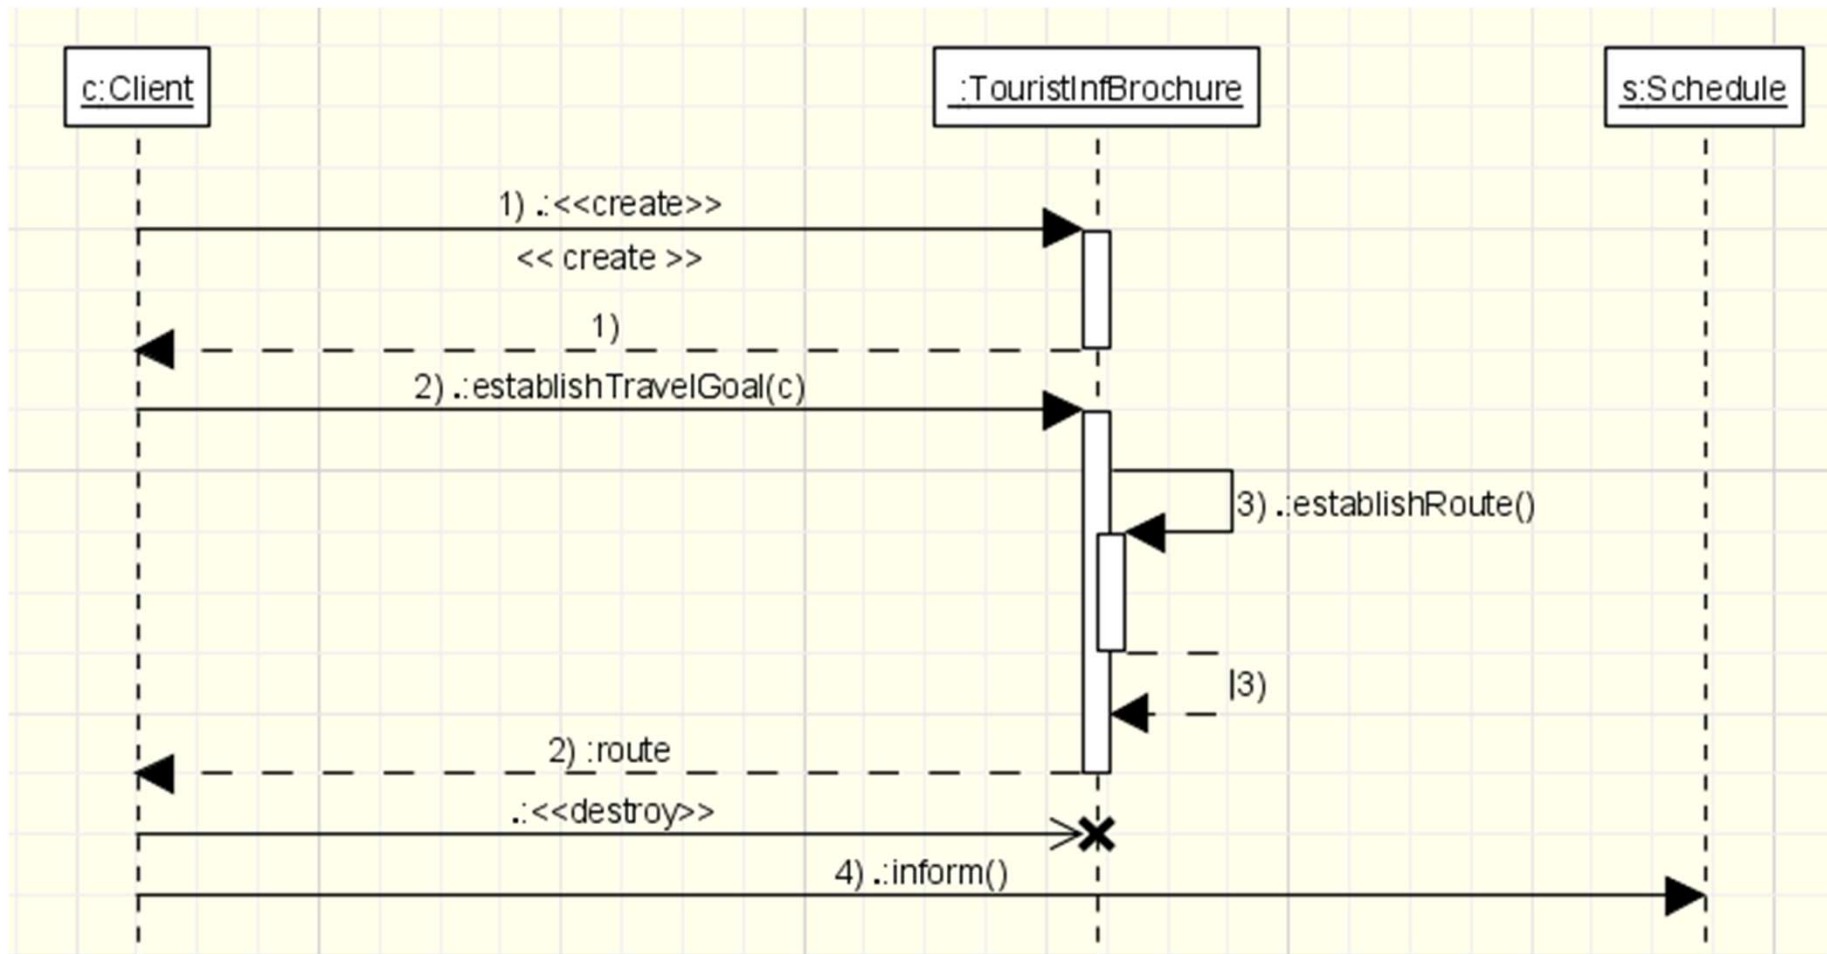 c:Client
:TouristInfBrochure
s:Schedule
1) .:<<create>>
<< create >>
1)
2) .:establishTravelGoal(c)
3) .:establishRoute()
|3)
2) :route
.:<<destroy>>
4) .:inform()